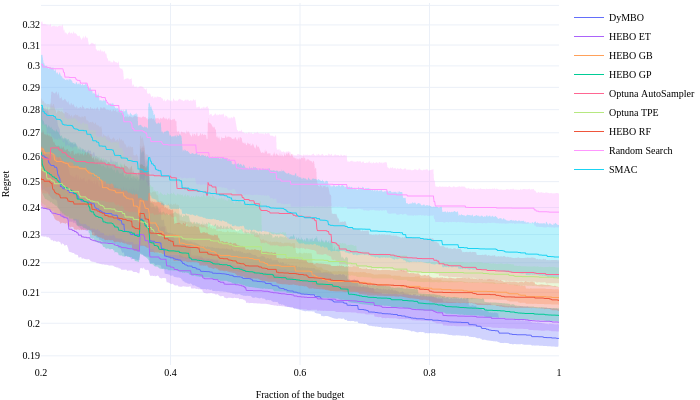 0.32
0.31
0.3
0.29
0.28
0.27
0.26
0.25
0.24
0.23
0.22
0.21
0.2
0.19
Regret
0.2 0.4 0.6 0.8 1
Fraction of the budget
DyMBO
HEBO ET
HEBO GB
HEBO GP
Optuna AutoSampler
Optuna TPE
HEBO RF
Random Search
SMAC